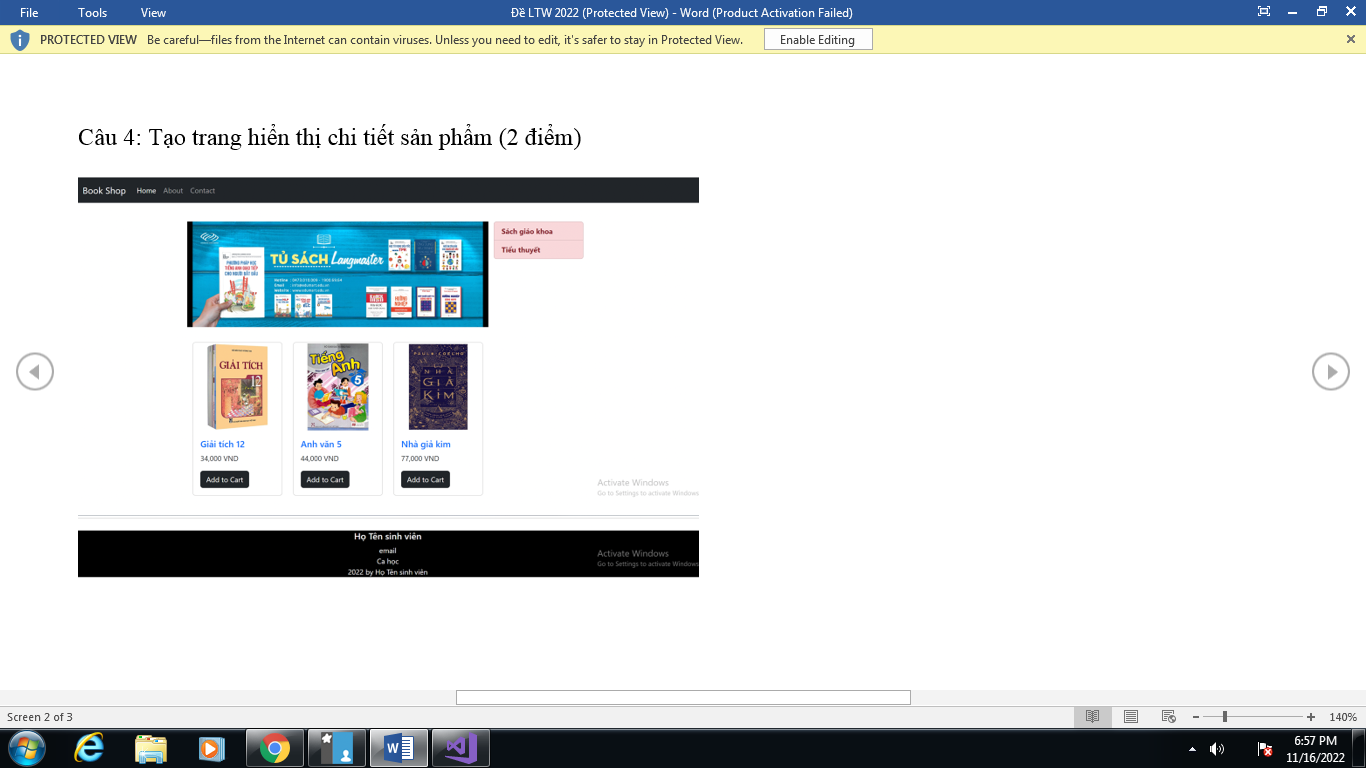 File Tools View Đề LTW 2022 (Protected View) - Word (Product Activation Failed)
PROTECTED VIEW Be careful—files from the Internet can contain viruses. Unless you need to edit, it's safer to stay in Protected View. Enable Editing
Câu 4: Tạo trang hiển thị chi tiết sản phẩm (2 điểm)
Book Shop Home About Contact
TỦ SÁCH Langmaster
Sách giáo khoa
Tiểu thuyết
GIẢI TÍCH
12
Tiếng Anh 5
PAULO COELHO
NHÀ GIẢ KIM
Giải tích 12
34,000 VND
Add to Cart
Anh văn 5
44,000 VND
Add to Cart
Nhà giả kim
77,000 VND
Add to Cart
Activate Windows
Go to Settings to activate Windows
Họ Tên sinh viên
email
Ca học
2022 by Họ Tên sinh viên
Activate Windows
Go to Settings to activate Windows
Screen 2 of 3
140%
6:57 PM
11/16/2022